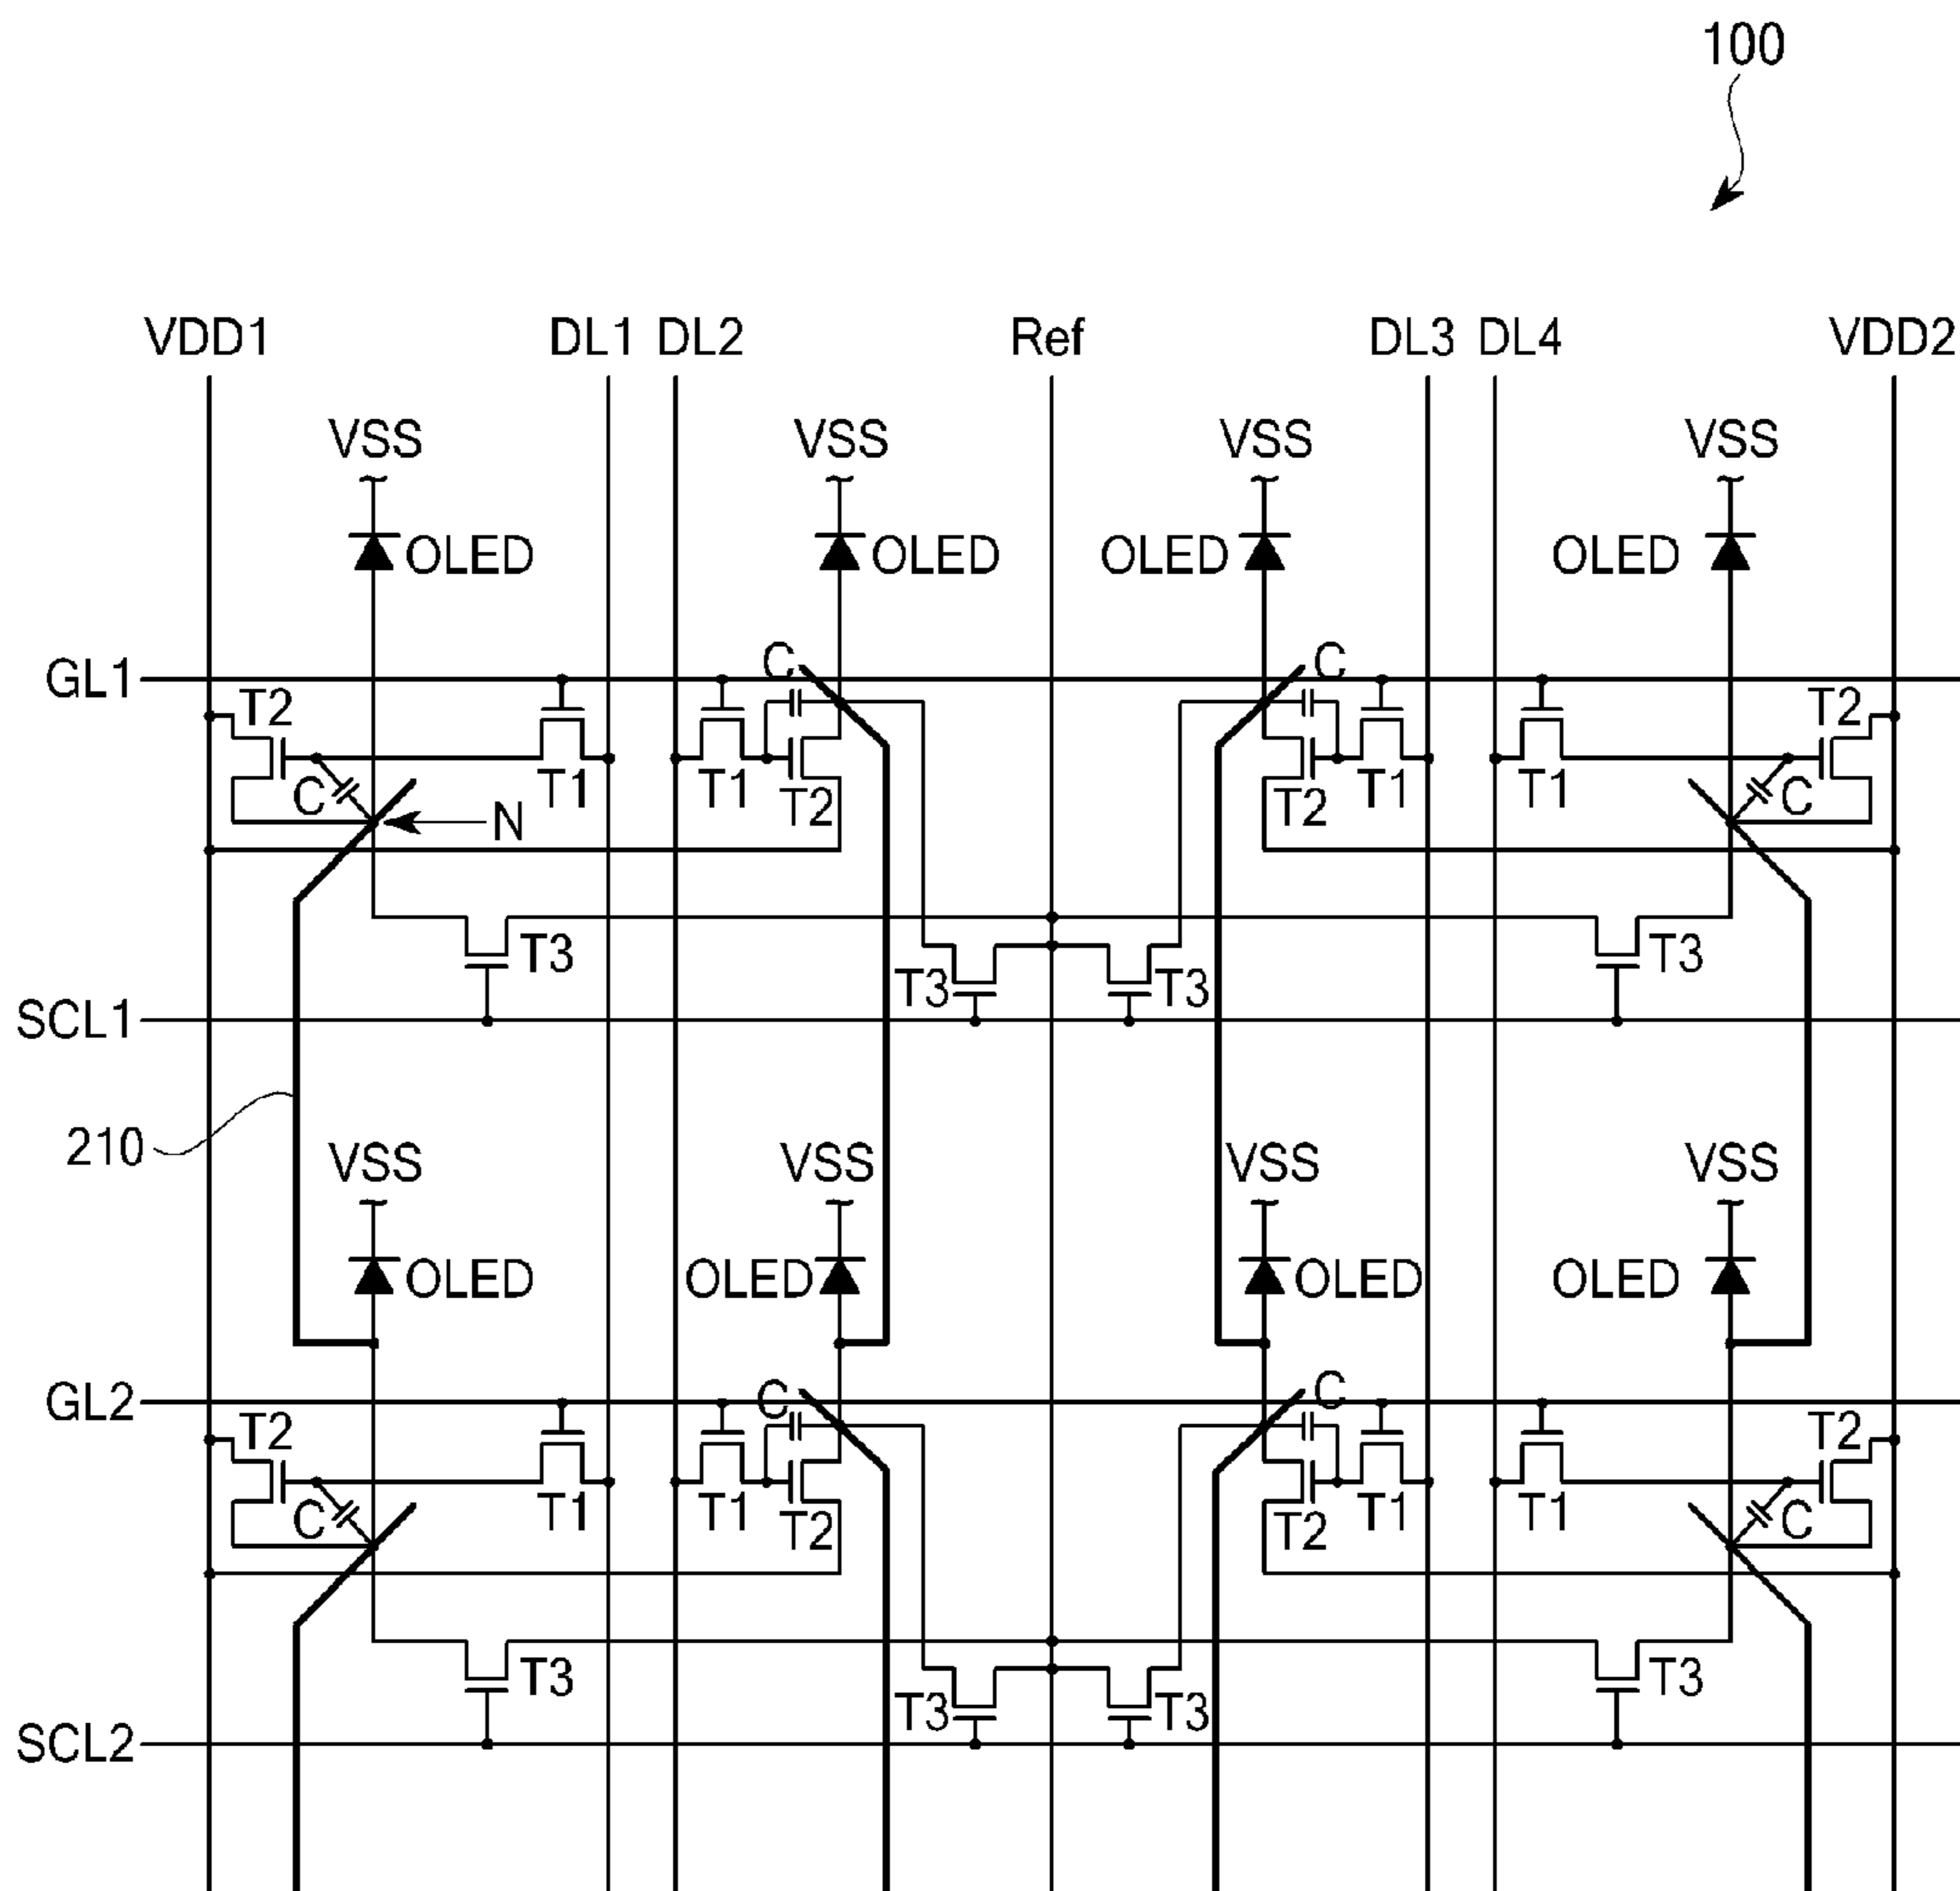 100
VDD1 DL1 DL2 Ref DL3 DL4 VDD2
VSS VSS VSS VSS
OLED OLED OLED OLED
C C
GL1
T2 T2
T1 T1 T1 T1
C T2 T2 C
N
T3 T3
T3 T3
SCL1
210
VSS VSS VSS VSS
OLED OLED OLED OLED
C C
GL2
T2 T2
T1 T1 T1 T1
C T2 T2 C
T3 T3
T3 T3
SCL2